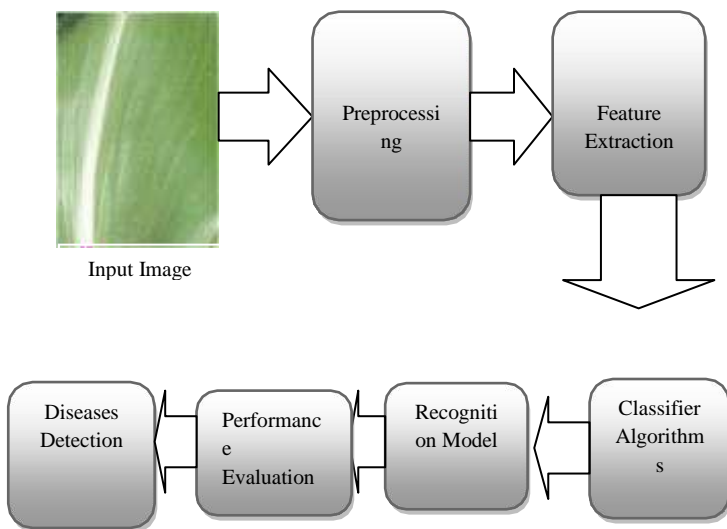 Preprocessi
ng
Feature
Extraction
Input Image
Classifier
Algorithm
s
Recogniti
on Model
Performanc
e
Evaluation
Diseases
Detection